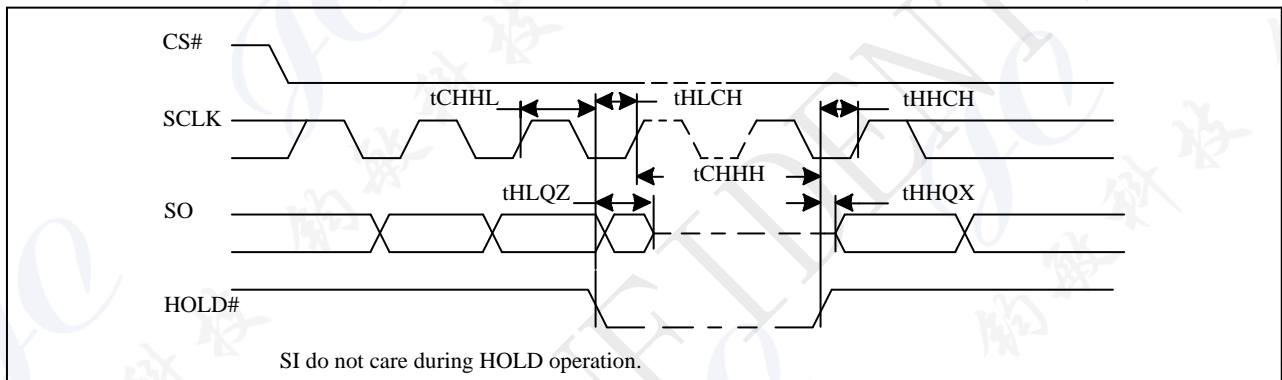 CS#
tCHHL
tHLCH
tHHCH
SCLK
tCHHH
tHLQZ
tHHQX
SO
HOLD#
SI do not care during HOLD operation.